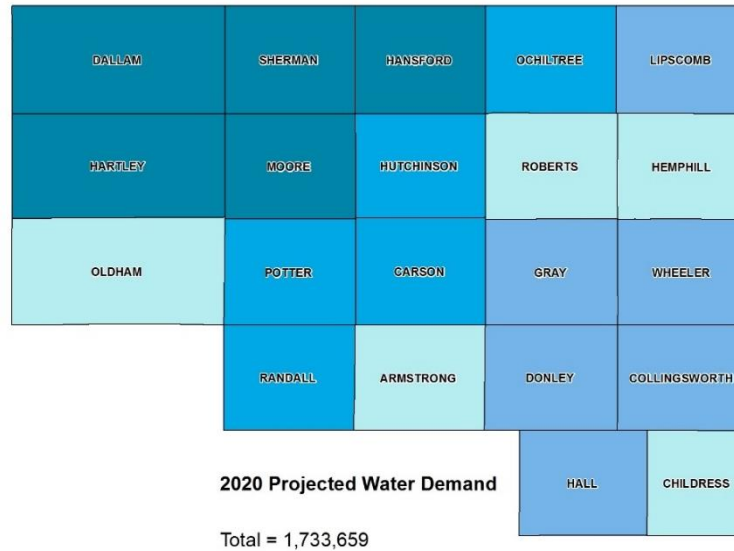 DALLAM SHERMAN HANSFORD OCHILTREE LIPSCOMB
HARTLEY MOORE HUTCHINSON ROBERTS HEMPHILL
OLDHAM POTTER CARSON GRAY WHEELER
RANDALL ARMSTRONG DONLEY COLLINGSWORTH
HALL CHILDRESS
2020 Projected Water Demand
Total = 1,733,659